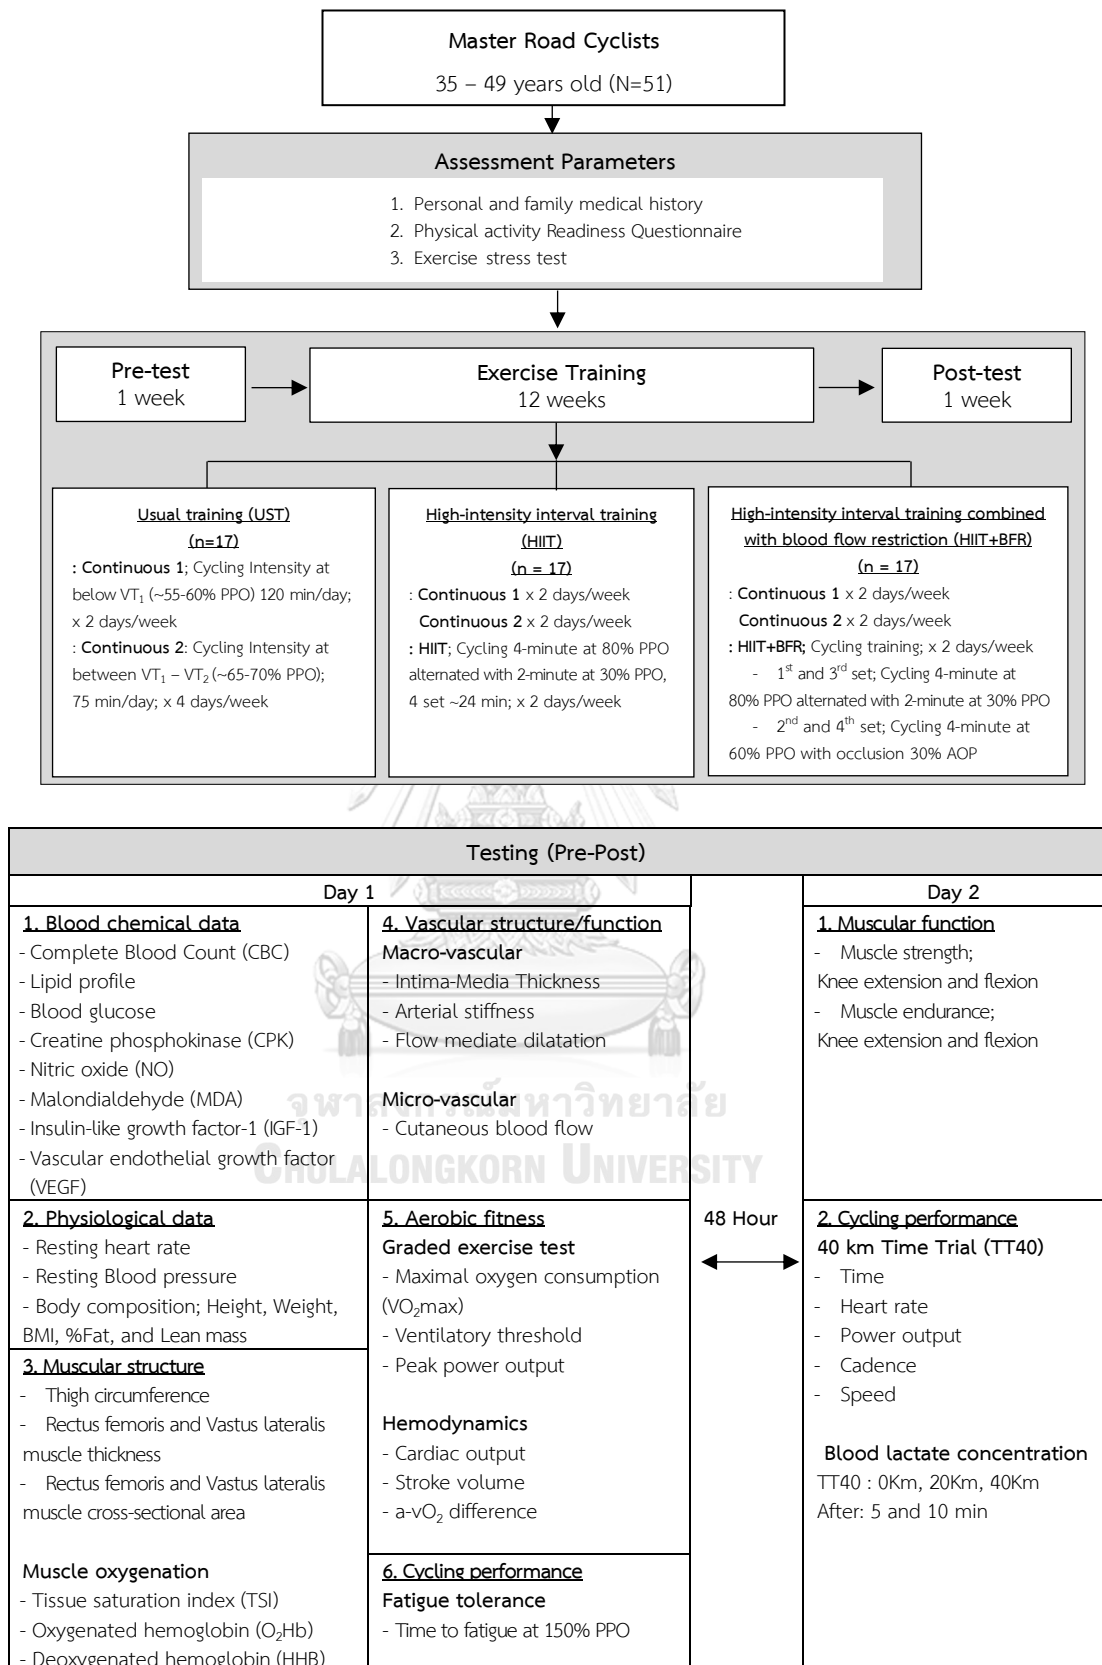 Master Road Cyclists
35 – 49 years old (N=51)
Assessment Parameters
1. Personal and family medical history
2. Physical activity Readiness Questionnaire
3. Exercise stress test
Pre-test
1 week
Exercise Training
12 weeks
Post-test
1 week
Usual training (UST)
(n=17)
: Continuous 1; Cycling Intensity at
below VT₁ (~55-60% PPO) 120 min/day;
x 2 days/week
: Continuous 2: Cycling Intensity at
between VT₁ – VT₂ (~65-70% PPO);
75 min/day; x 4 days/week
High-intensity interval training
(HIIT)
(n = 17)
: Continuous 1 x 2 days/week
Continuous 2 x 2 days/week
: HIIT; Cycling 4-minute at 80% PPO
alternated with 2-minute at 30% PPO,
4 set ~24 min; x 2 days/week
High-intensity interval training combined
with blood flow restriction (HIIT+BFR)
(n = 17)
: Continuous 1 x 2 days/week
Continuous 2 x 2 days/week
: HIIT+BFR; Cycling training; x 2 days/week
- 1st and 3rd set; Cycling 4-minute at
80% PPO alternated with 2-minute at 30% PPO
- 2nd and 4th set; Cycling 4-minute at
60% PPO with occlusion 30% AOP
Testing (Pre-Post)
Day 1
Day 2
1. Blood chemical data
- Complete Blood Count (CBC)
- Lipid profile
- Blood glucose
- Creatine phosphokinase (CPK)
- Nitric oxide (NO)
- Malondialdehyde (MDA)
- Insulin-like growth factor-1 (IGF-1)
- Vascular endothelial growth factor
(VEGF)
2. Physiological data
- Resting heart rate
- Resting Blood pressure
- Body composition; Height, Weight,
BMI, %Fat, and Lean mass
3. Muscular structure
- Thigh circumference
- Rectus femoris and Vastus lateralis
muscle thickness
- Rectus femoris and Vastus lateralis
muscle cross-sectional area
Muscle oxygenation
- Tissue saturation index (TSI)
- Oxygenated hemoglobin (O₂Hb)
- Deoxygenated hemoglobin (HHB)
4. Vascular structure/function
Macro-vascular
- Intima-Media Thickness
- Arterial stiffness
- Flow mediate dilatation
Micro-vascular
- Cutaneous blood flow
5. Aerobic fitness
Graded exercise test
- Maximal oxygen consumption
(VO₂max)
- Ventilatory threshold
- Peak power output
Hemodynamics
- Cardiac output
- Stroke volume
- a-vO₂ difference
6. Cycling performance
Fatigue tolerance
- Time to fatigue at 150% PPO
48 Hour
1. Muscular function
- Muscle strength;
Knee extension and flexion
- Muscle endurance;
Knee extension and flexion
2. Cycling performance
40 km Time Trial (TT40)
- Time
- Heart rate
- Power output
- Cadence
- Speed
Blood lactate concentration
TT40 : 0Km, 20Km, 40Km
After: 5 and 10 min
จุฬาลงกรณ์มหาวิทยาลัย
CHULALONGKORN UNIVERSITY